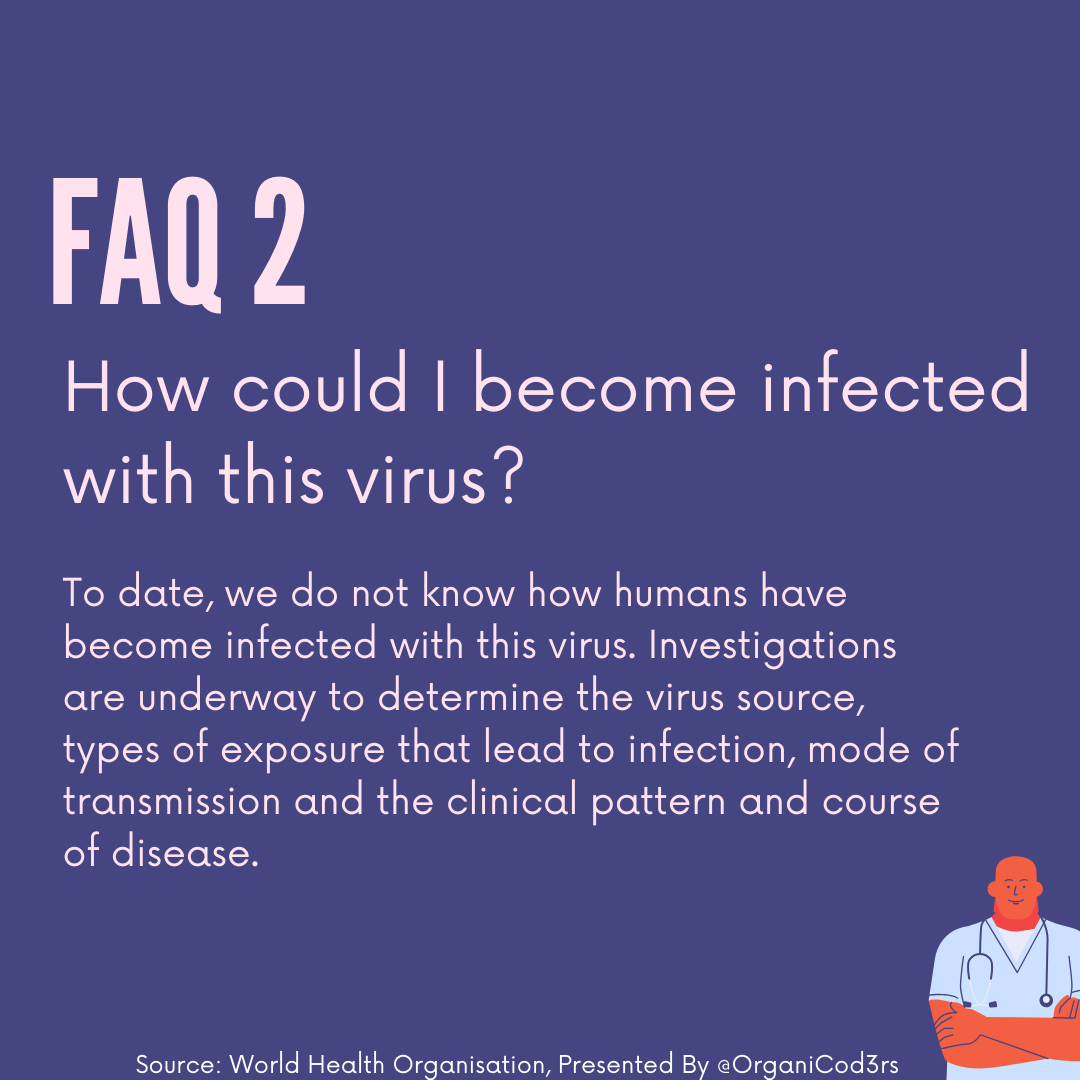 FAQ 2
How could I become infected
with this virus?
To date, we do not know how humans have
become infected with this virus. Investigations
are underway to determine the virus source,
types of exposure that lead to infection, mode of
transmission and the clinical pattern and course
of disease.
Source: World Health Organisation, Presented By @OrganiCod3rs